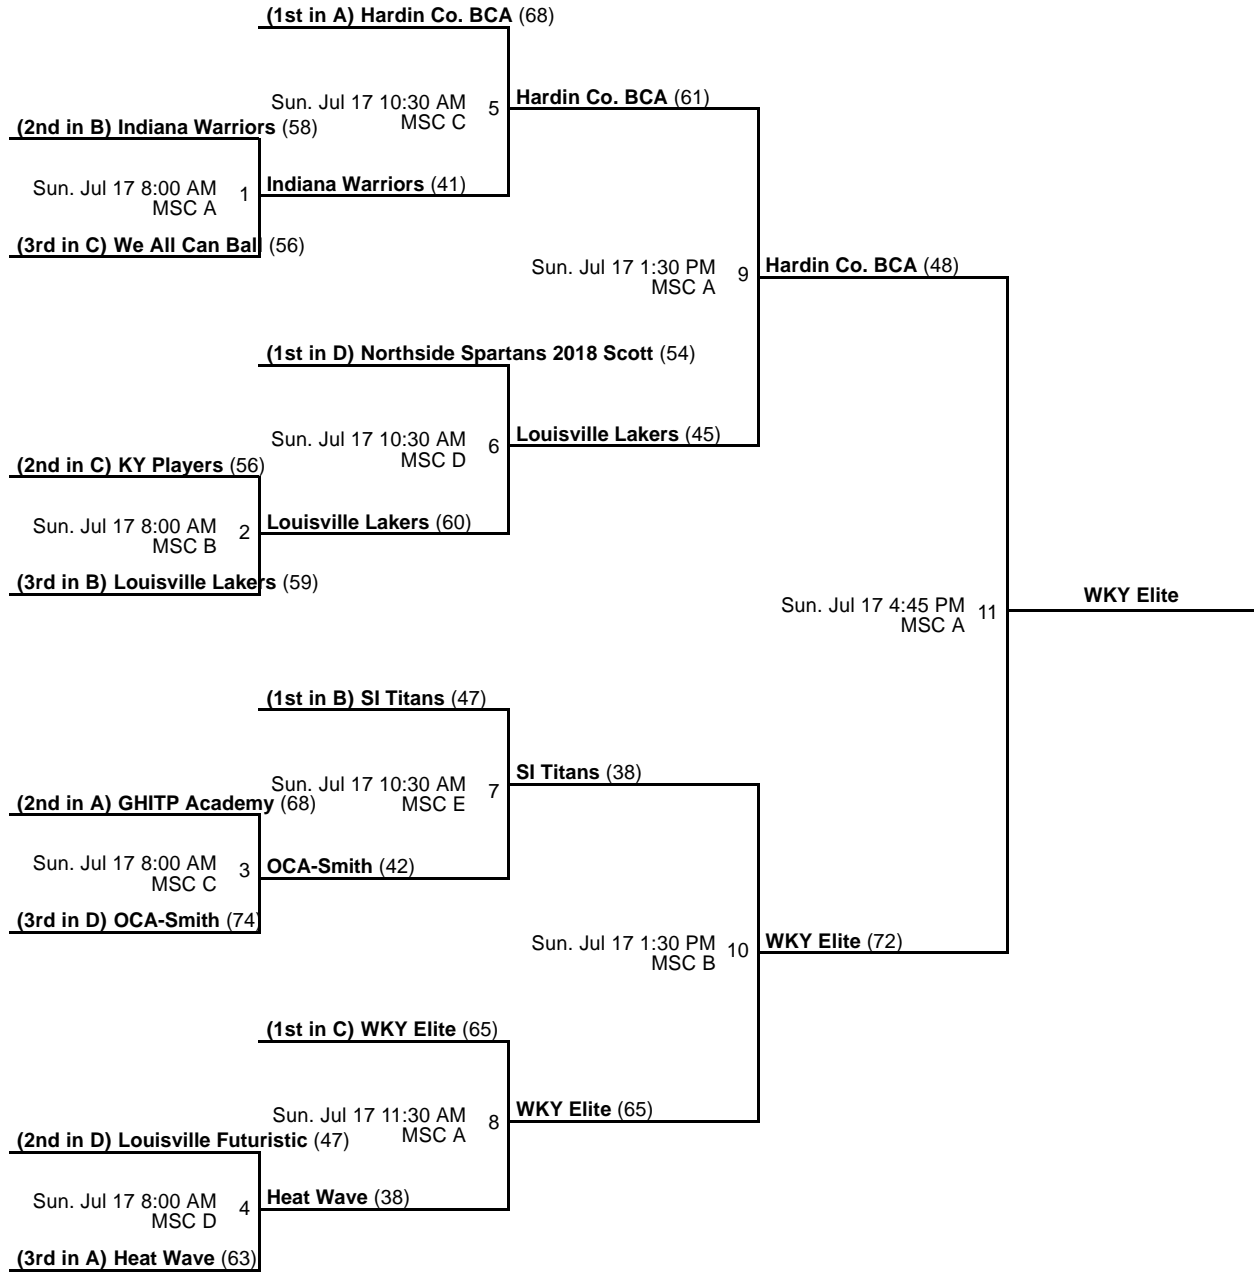 (1st in A) Hardin Co. BCA (68)
Sun. Jul 17 10:30 AM 5
MSC C
Hardin Co. BCA (61)
(2nd in B) Indiana Warriors (58)
Sun. Jul 17 8:00 AM 1
MSC A
Indiana Warriors (41)
(3rd in C) We All Can Ball (56)
Sun. Jul 17 1:30 PM 9
MSC A
Hardin Co. BCA (48)
(1st in D) Northside Spartans 2018 Scott (54)
Sun. Jul 17 10:30 AM 6
MSC D
Louisville Lakers (45)
(2nd in C) KY Players (56)
Sun. Jul 17 8:00 AM 2
MSC B
Louisville Lakers (60)
(3rd in B) Louisville Lakers (59)
Sun. Jul 17 4:45 PM 11
MSC A
WKY Elite
(1st in B) SI Titans (47)
Sun. Jul 17 10:30 AM 7
MSC E
SI Titans (38)
(2nd in A) GHITP Academy (68)
Sun. Jul 17 8:00 AM 3
MSC C
OCA-Smith (42)
(3rd in D) OCA-Smith (74)
Sun. Jul 17 1:30 PM 10
MSC B
WKY Elite (72)
(1st in C) WKY Elite (65)
Sun. Jul 17 11:30 AM 8
MSC A
WKY Elite (65)
(2nd in D) Louisville Futuristic (47)
Sun. Jul 17 8:00 AM 4
MSC D
Heat Wave (38)
(3rd in A) Heat Wave (63)